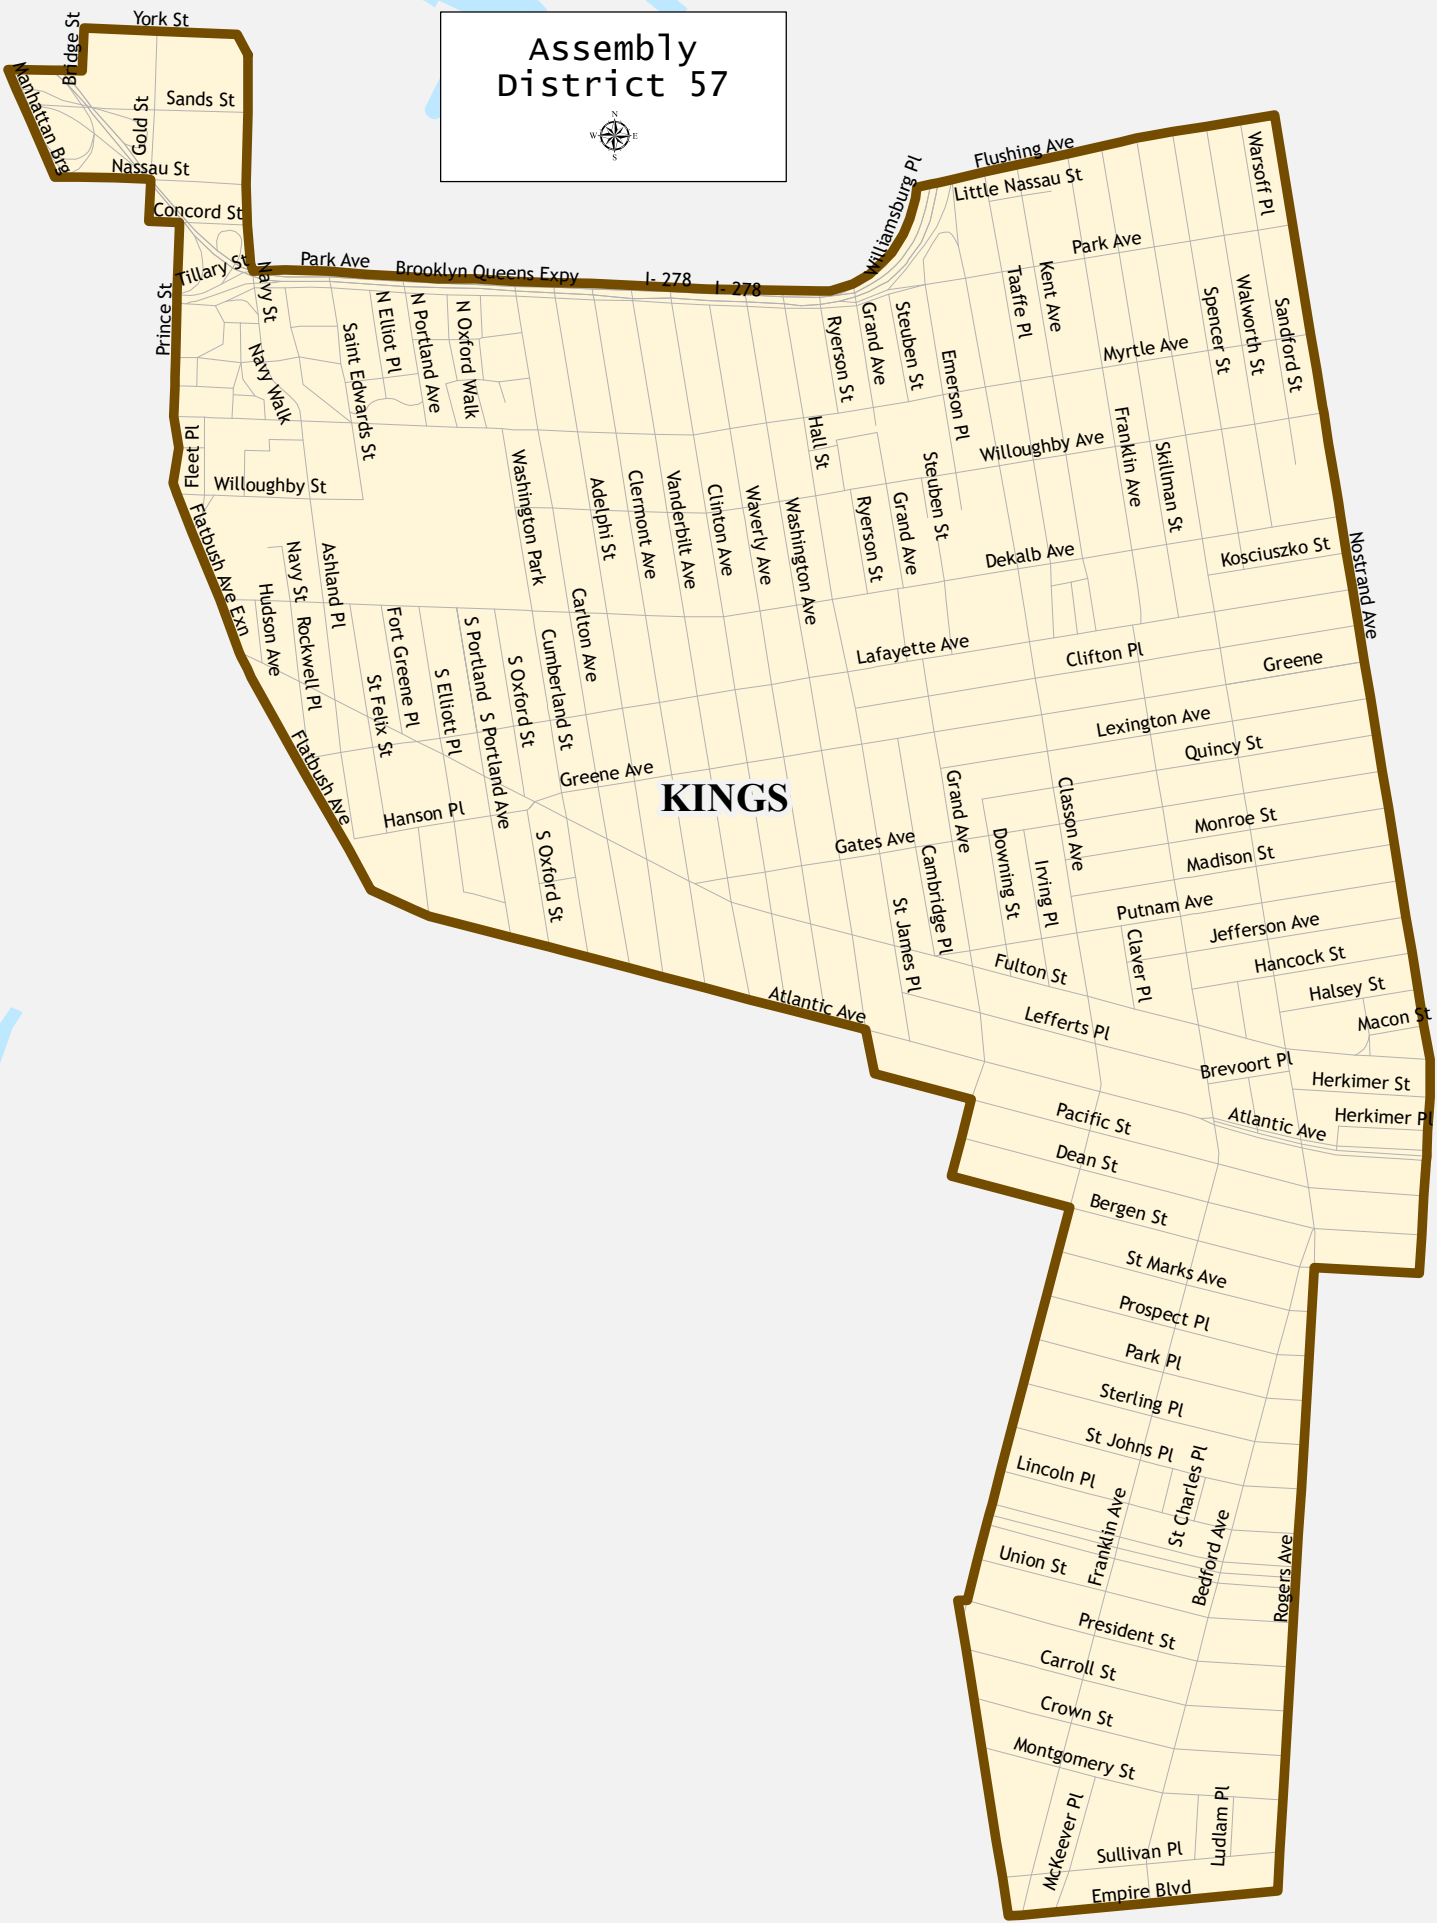 Assembly
District 57
N
W
E
S
York St
Bridge St
Manhattan Brg
Sands St
Gold St
Nassau St
Concord St
Tillary St
Navy St
Park Ave
Brooklyn Queens Expy
I- 278
I- 278
Williamsburg Pl
Flushing Ave
Little Nassau St
Warsoff Pl
Park Ave
Prince St
Navy Walk
Saint Edwards St
N Elliot Pl
N Portland Ave
N Oxford Walk
Ryerson St
Grand Ave
Steuben St
Emerson Pl
Taaffe Pl
Kent Ave
Myrtle Ave
Spencer St
Walworth St
Sandford St
Fleet Pl
Willoughby St
Washington Park
Adelphi St
Clermont Ave
Vanderbilt Ave
Clinton Ave
Waverly Ave
Washington Ave
Hall St
Ryerson St
Grand Ave
Steuben St
Willoughby Ave
Franklin Ave
Skillman St
Dekalb Ave
Kosciuszko St
Nostrand Ave
Flatbush Ave Exn
Hudson Ave
Navy St
Rockwell Pl
Ashland Pl
Fort Greene Pl
St Felix St
S Elliott Pl
S Portland
S Portland Ave
S Oxford St
Cumberland St
Carlton Ave
Lafayette Ave
Clifton Pl
Greene
Flatbush Ave
Hanson Pl
Greene Ave
KINGS
Lexington Ave
Quincy St
S Oxford St
Gates Ave
Grand Ave
Cambridge Pl
Downing St
Irving Pl
Classon Ave
Monroe St
Madison St
Putnam Ave
Jefferson Ave
St James Pl
Fulton St
Claver Pl
Hancock St
Halsey St
Macon St
Atlantic Ave
Lefferts Pl
Brevoort Pl
Herkimer St
Herkimer Pl
Atlantic Ave
Pacific St
Dean St
Bergen St
St Marks Ave
Prospect Pl
Park Pl
Sterling Pl
St Johns Pl
Lincoln Pl
St Charles Pl
Franklin Ave
Bedford Ave
Rogers Ave
Union St
President St
Carroll St
Crown St
Montgomery St
McKeever Pl
Ludlam Pl
Sullivan Pl
Empire Blvd